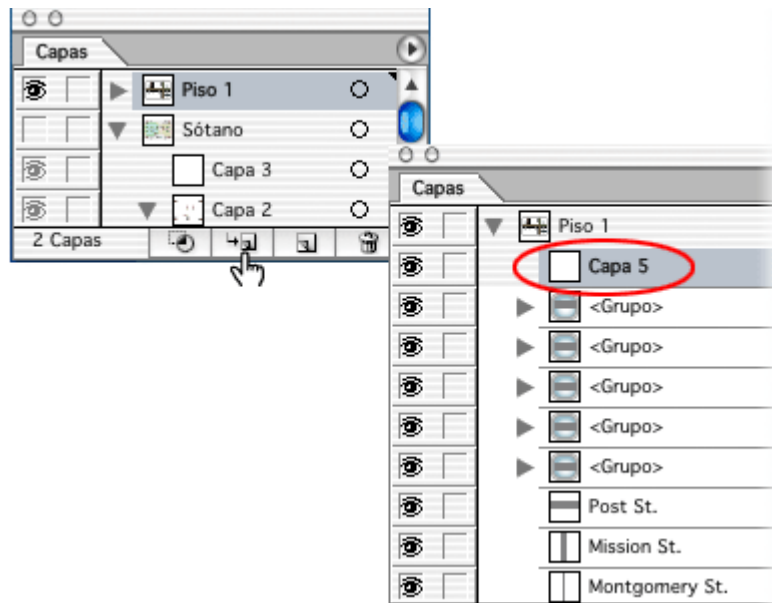 Capas
Piso 1
Sótano
Capa 3
Capa 2
2 Capas
Capas
Piso 1
Capa 5
<Grupo>
<Grupo>
<Grupo>
<Grupo>
<Grupo>
Post St.
Mission St.
Montgomery St.